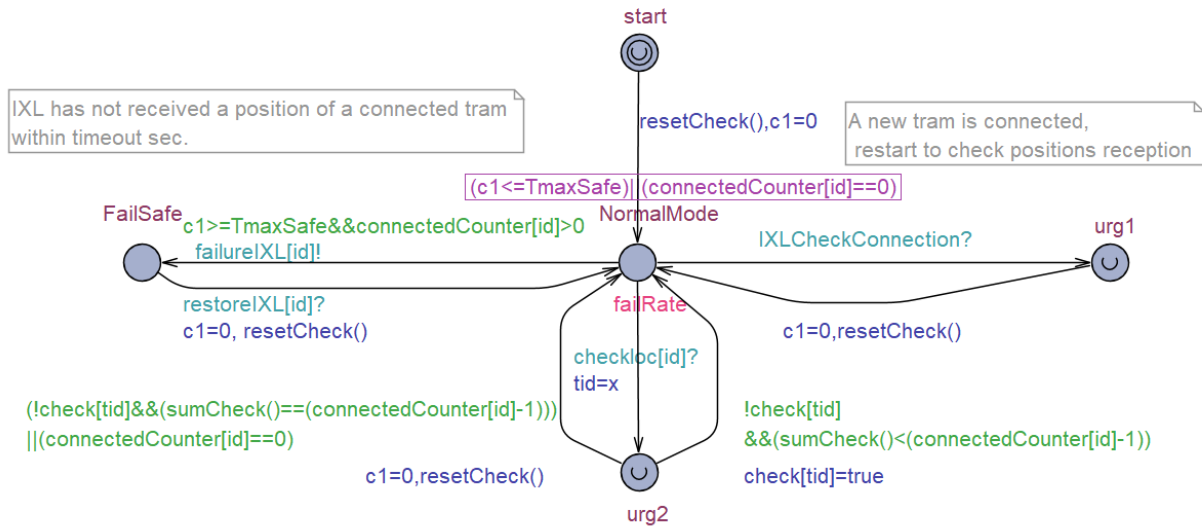 start
IXL has not received a position of a connected tram
within timeout sec.
resetCheck(),c1=0
A new tram is connected,
restart to check positions reception
(c1<=TmaxSafe)||(connectedCounter[id]==0)
FailSafe
NormalMode
urg1
c1>=TmaxSafe&&connectedCounter[id]>0
failureIXL[id]!
IXLCheckConnection?
restoreIXL[id]?
c1=0, resetCheck()
failRate
c1=0,resetCheck()
checkloc[id]?
tid=x
(!check[tid]&&(sumCheck()==(connectedCounter[id]-1)))
||(connectedCounter[id]==0)
!check[tid]
&&(sumCheck()<(connectedCounter[id]-1))
c1=0,resetCheck()
check[tid]=true
urg2